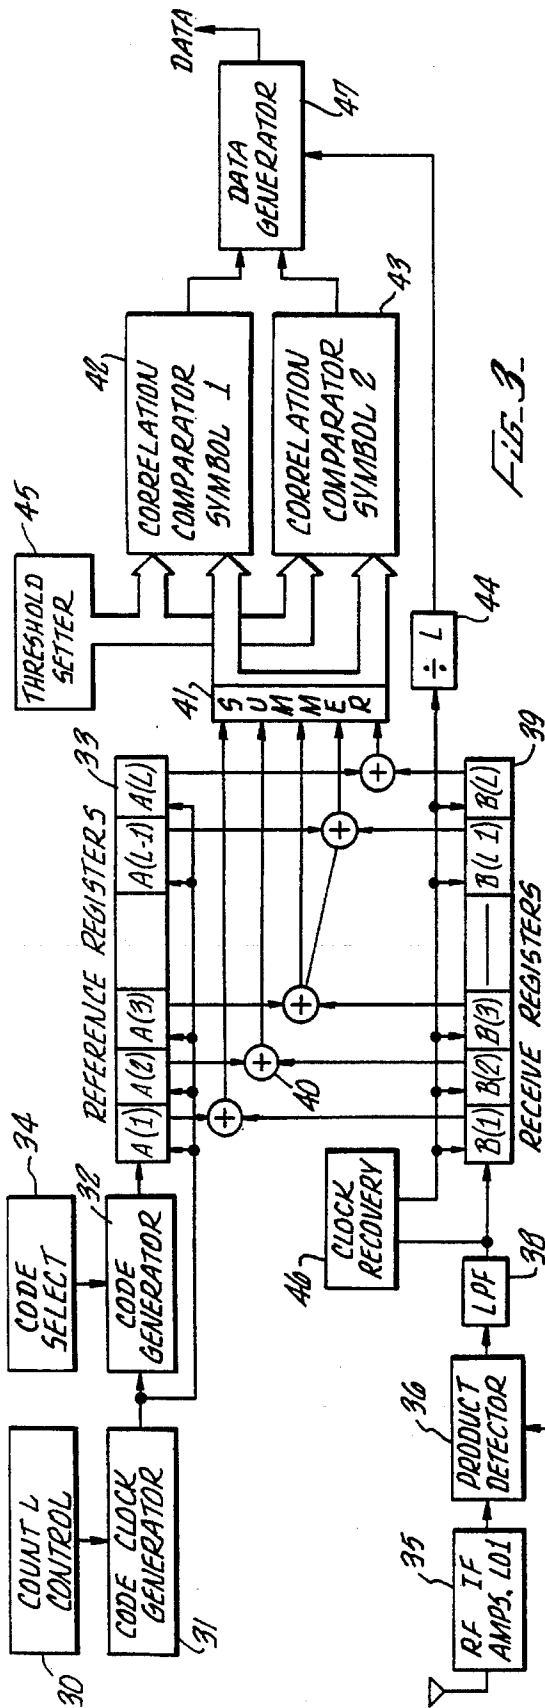 30
COUNT L
CONTROL
CODE CLOCK
GENERATOR
31
34
CODE
SELECT
CODE
GENERATOR
32
REFERENCE REGISTERS
33
A(1)
A(2)
A(3)
A(L-1)
A(L)
40
41
SUMMER
THRESHOLD
SETTER
45
CORRELATION
COMPARATOR
SYMBOL 1
42
CORRELATION
COMPARATOR
SYMBOL 2
43
DATA
GENERATOR
47
DATA
35
RF IF
AMPS, LO1
36
PRODUCT
DETECTOR
LPF
38
46
CLOCK
RECOVERY
B(1)
B(2)
B(3)
B(L 1)
B(L)
39
RECEIVE REGISTERS
÷ L
44
FIG_3_